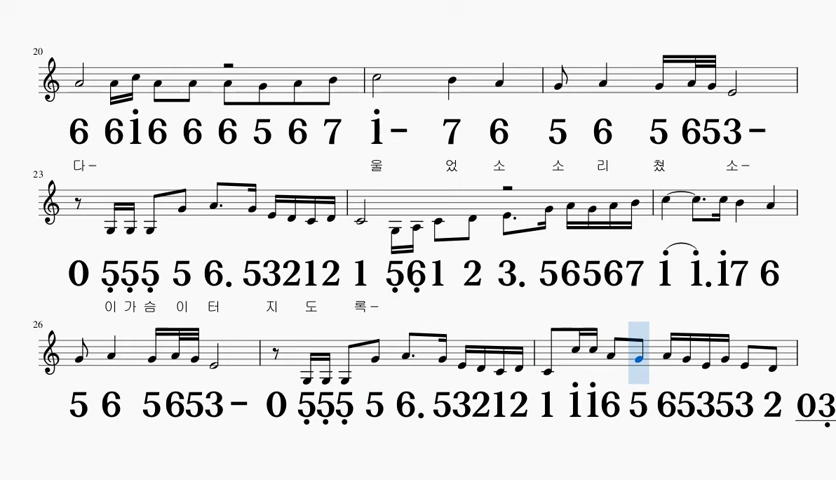 20
6 6i6 6 6 5 6 7 i- 7 6 5 6 5 653-
다- 울 었 소 소 리 쳤 소-
23
0 555 5 6. 53212 1 561 2 3. 56567 i i.i7 6
이 가 슴 이 터 지 도 록-
26
5 6 5653- 0 555 5 6. 53212 1 ii6 5 65353 2 03